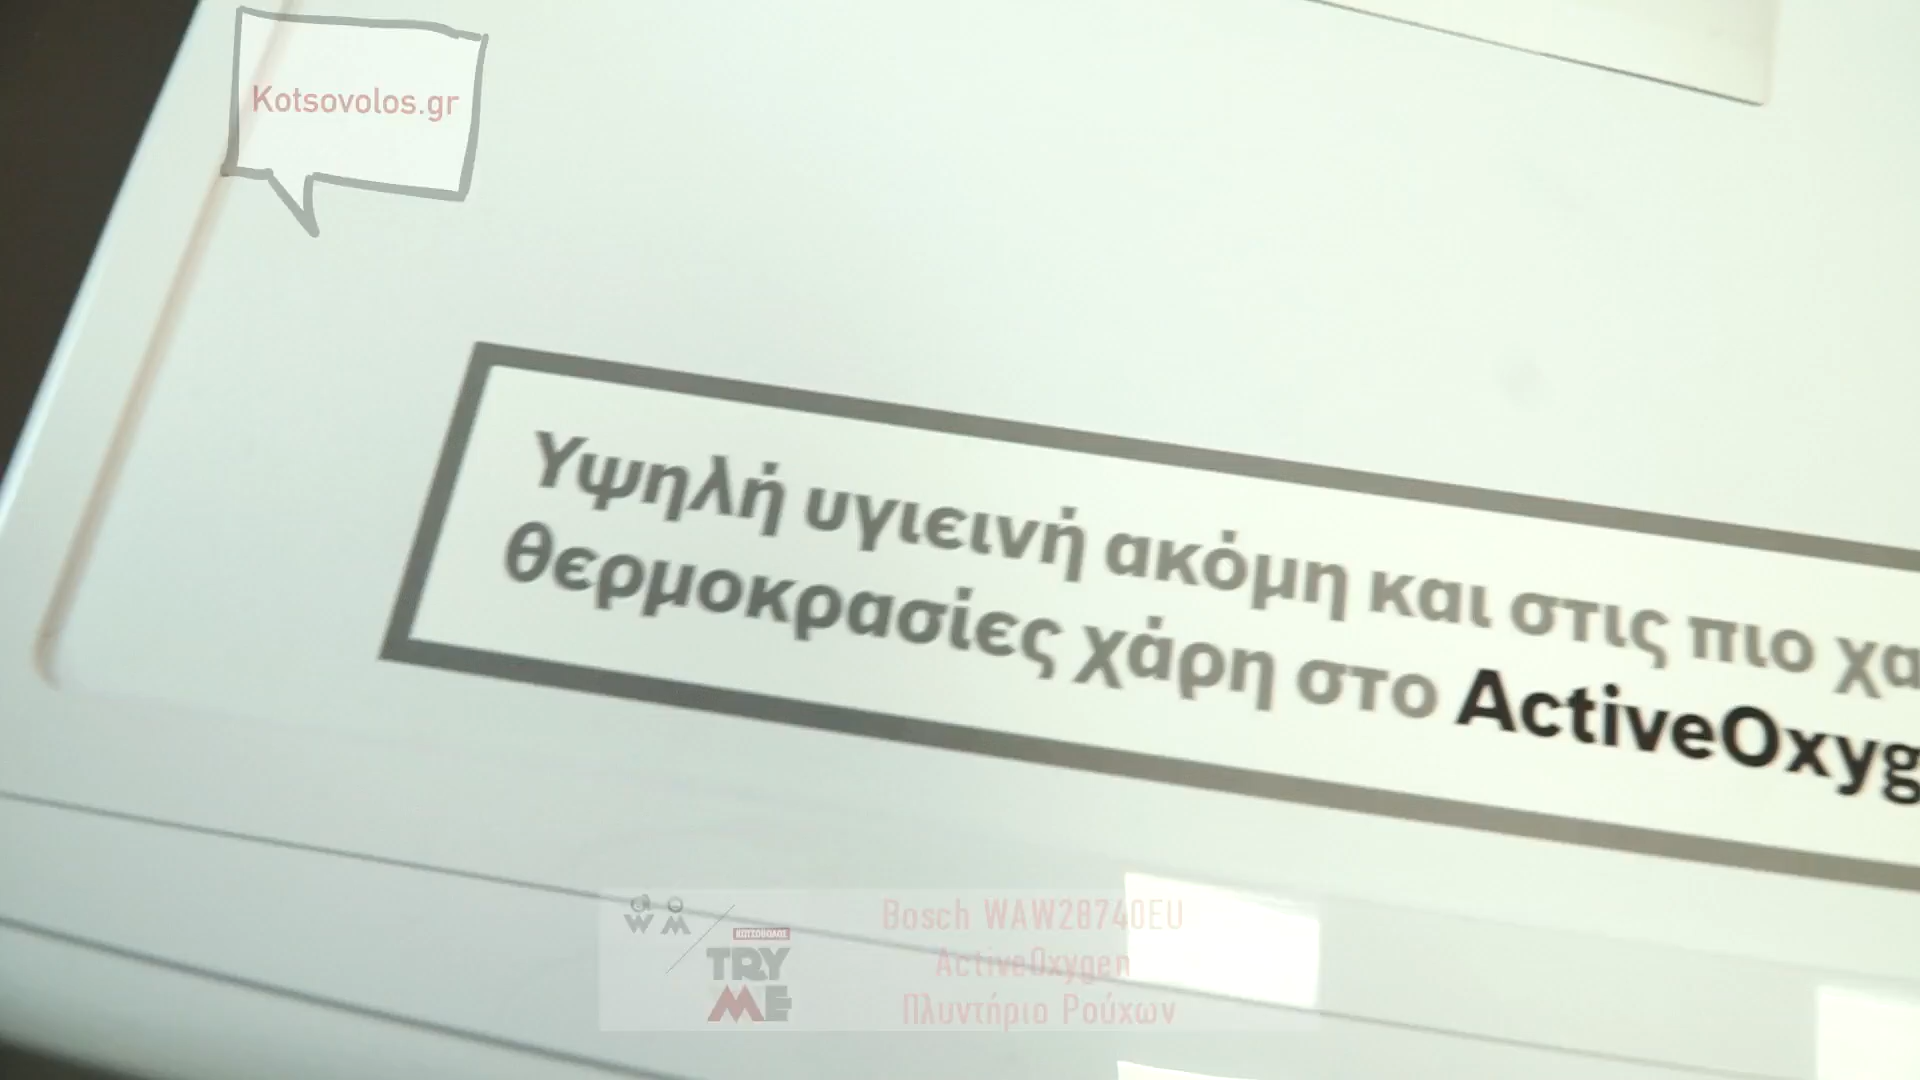 Kotsovolos.gr
Υψηλή υγιεινή ακόμη και στις πιο χα
θερμοκρασίες χάρη στο ActiveOxyg
ΚΩΤΣΟΒΟΛΟΣ
TRY
ME
Bosch WAW28740EU
ActiveOxygen
Πλυντήριο Ρούχων